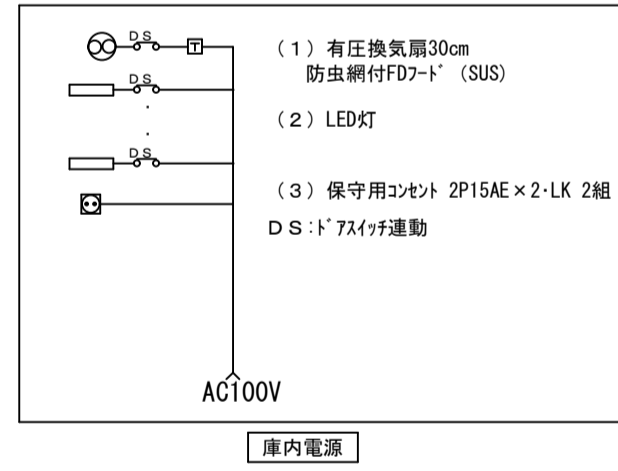 DS
T
(1) 有圧換気扇30cm
防虫網付FDﾌｰﾄﾞ (SUS)
DS
(2) LED灯
DS
(3) 保守用ｺﾝｾﾝﾄ 2P15AE×2･LK 2組
DS:ﾄﾞｱｽｲｯﾁ連動
AC100V
庫内電源